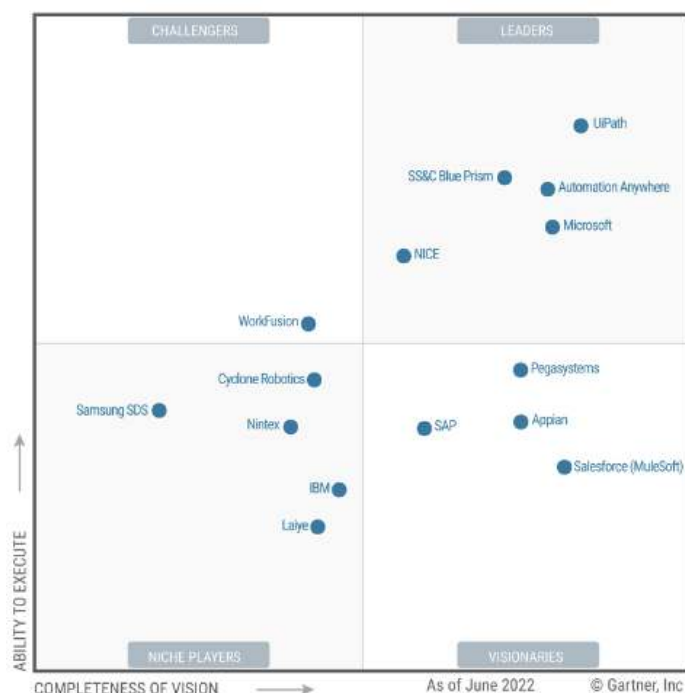 CHALLENGERS
LEADERS
UiPath
SS&C Blue Prism
Automation Anywhere
Microsoft
NICE
WorkFusion
Cyclone Robotics
Pegasystems
Samsung SDS
Nintex
SAP
Appian
Salesforce (MuleSoft)
IBM
Laiye
ABILITY TO EXECUTE
NICHE PLAYERS
VISIONARIES
COMPLETENESS OF VISION
As of June 2022
© Gartner, Inc